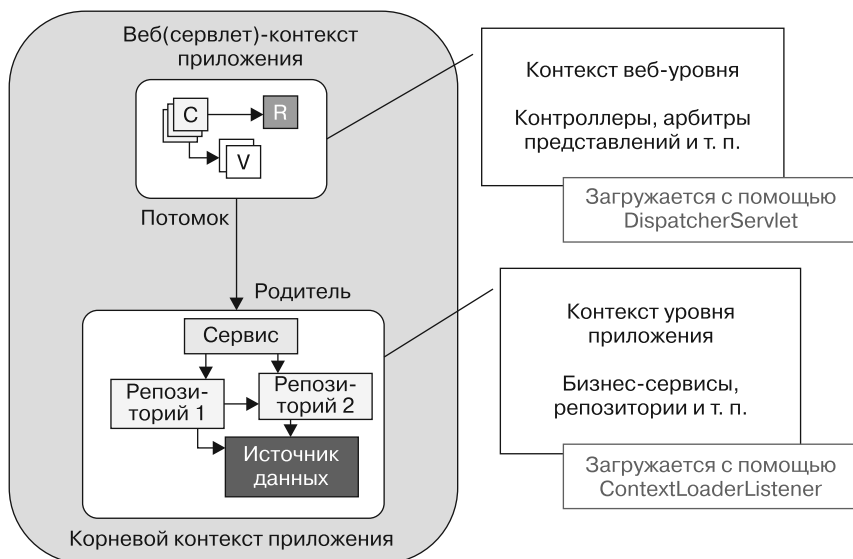 Веб(сервлет)-контекст
приложения
C
R
V
Потомок
Родитель
Сервис
Репози-
торий 1
Репози-
торий 2
Источник
данных
Корневой контекст приложения
Контекст веб-уровня
Контроллеры, арбитры
представлений и т. п.
Загружается с помощью
DispatcherServlet
Контекст уровня
приложения
Бизнес-сервисы,
репозитории и т. п.
Загружается с помощью
ContextLoaderListener